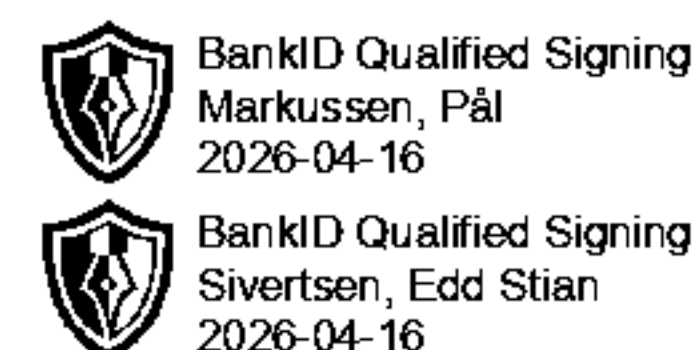 BankID Qualified Signing
Markussen, Pål
2026-04-16
BankID Qualified Signing
Sivertsen, Edd Stian
2026-04-16